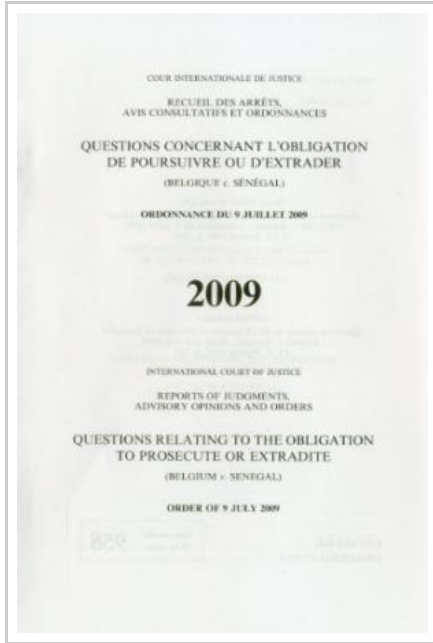 COUR INTERNATIONALE DE JUSTICE
RECUEIL DES ARRÊTS,
AVIS CONSULTATIFS ET ORDONNANCES
QUESTIONS CONCERNANT L'OBLIGATION
DE POURSUIVRE OU D'EXTRADER
(BELGIQUE c. SÉNÉGAL)
ORDONNANCE DU 9 JUILLET 2009
2009
INTERNATIONAL COURT OF JUSTICE
REPORTS OF JUDGMENTS,
ADVISORY OPINIONS AND ORDERS
QUESTIONS RELATING TO THE OBLIGATION
TO PROSECUTE OR EXTRADITE
(BELGIUM v. SENEGAL)
ORDER OF 9 JULY 2009